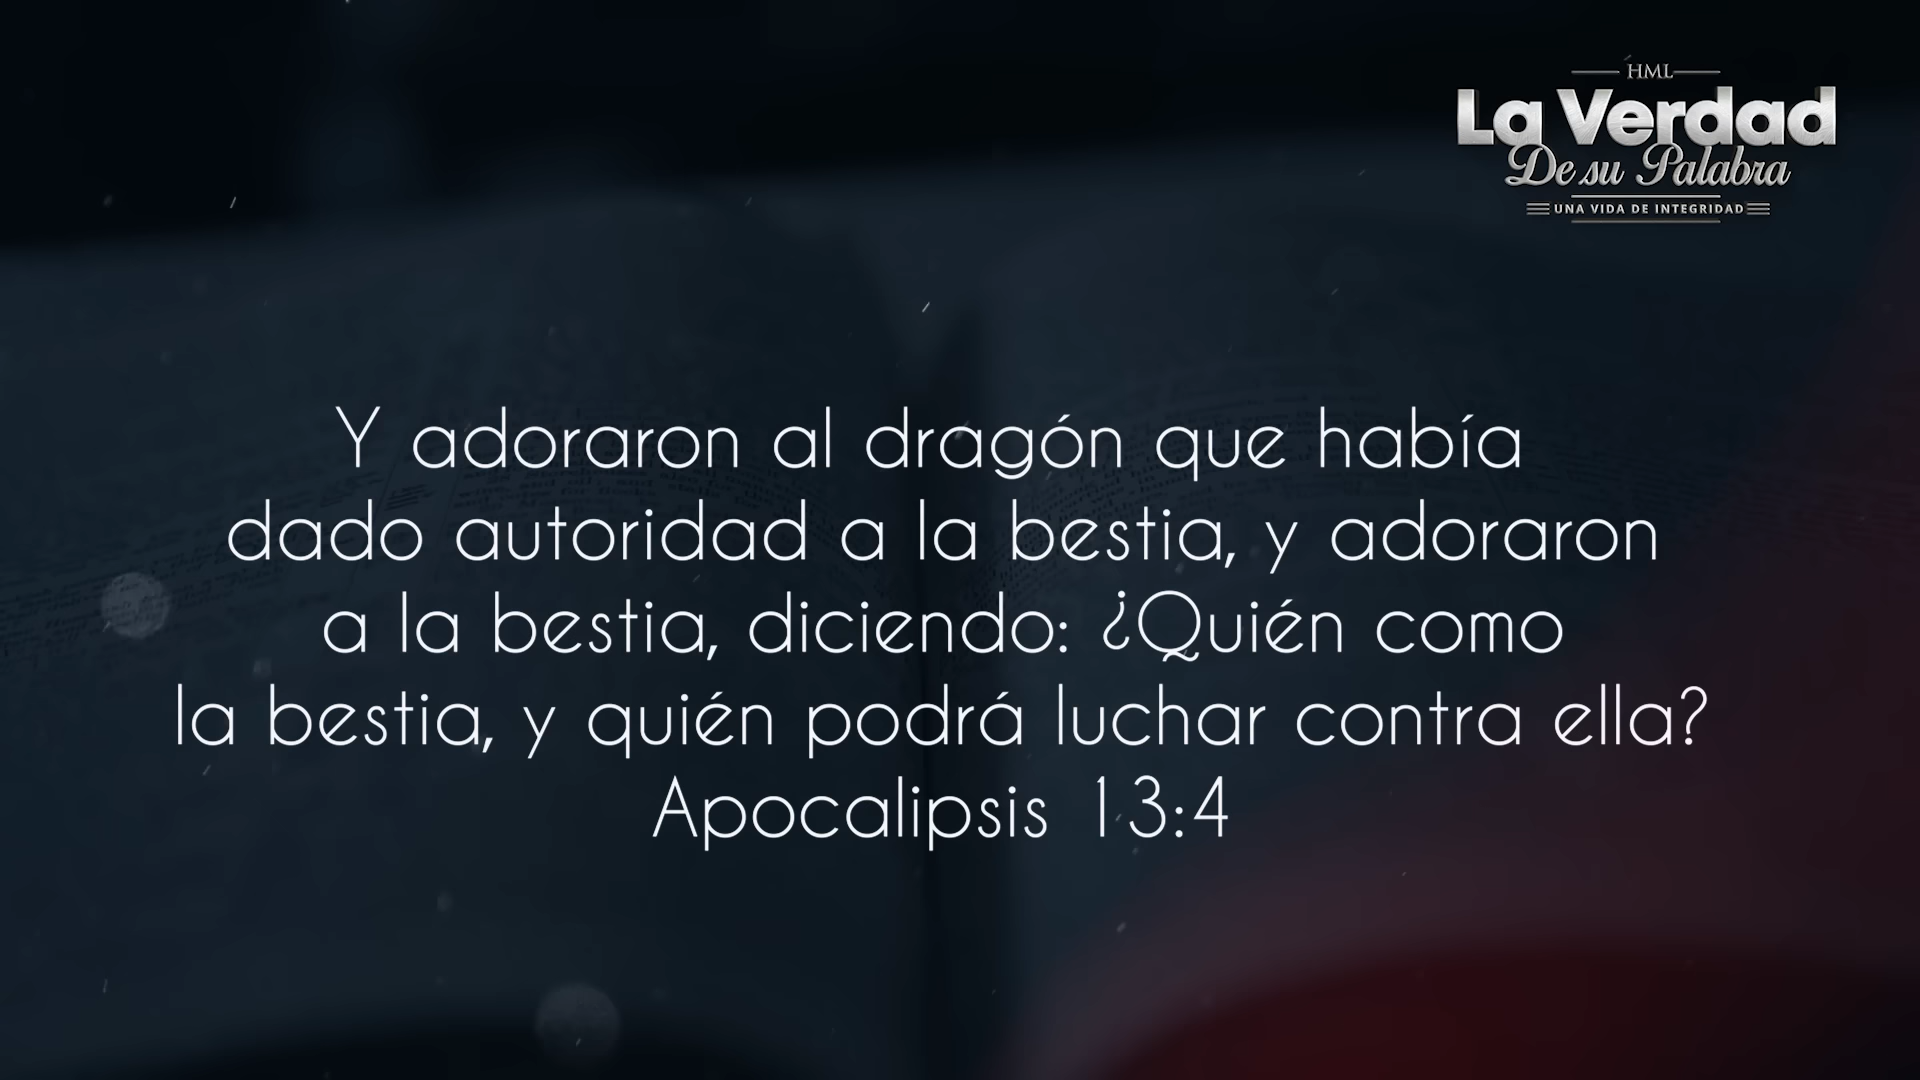 HML
La Verdad
De su Palabra
UNA VIDA DE INTEGRIDAD
Y adoraron al dragón que había
dado autoridad a la bestia, y adoraron
a la bestia, diciendo: ¿Quién como
la bestia, y quién podrá luchar contra ella?
Apocalipsis 13:4